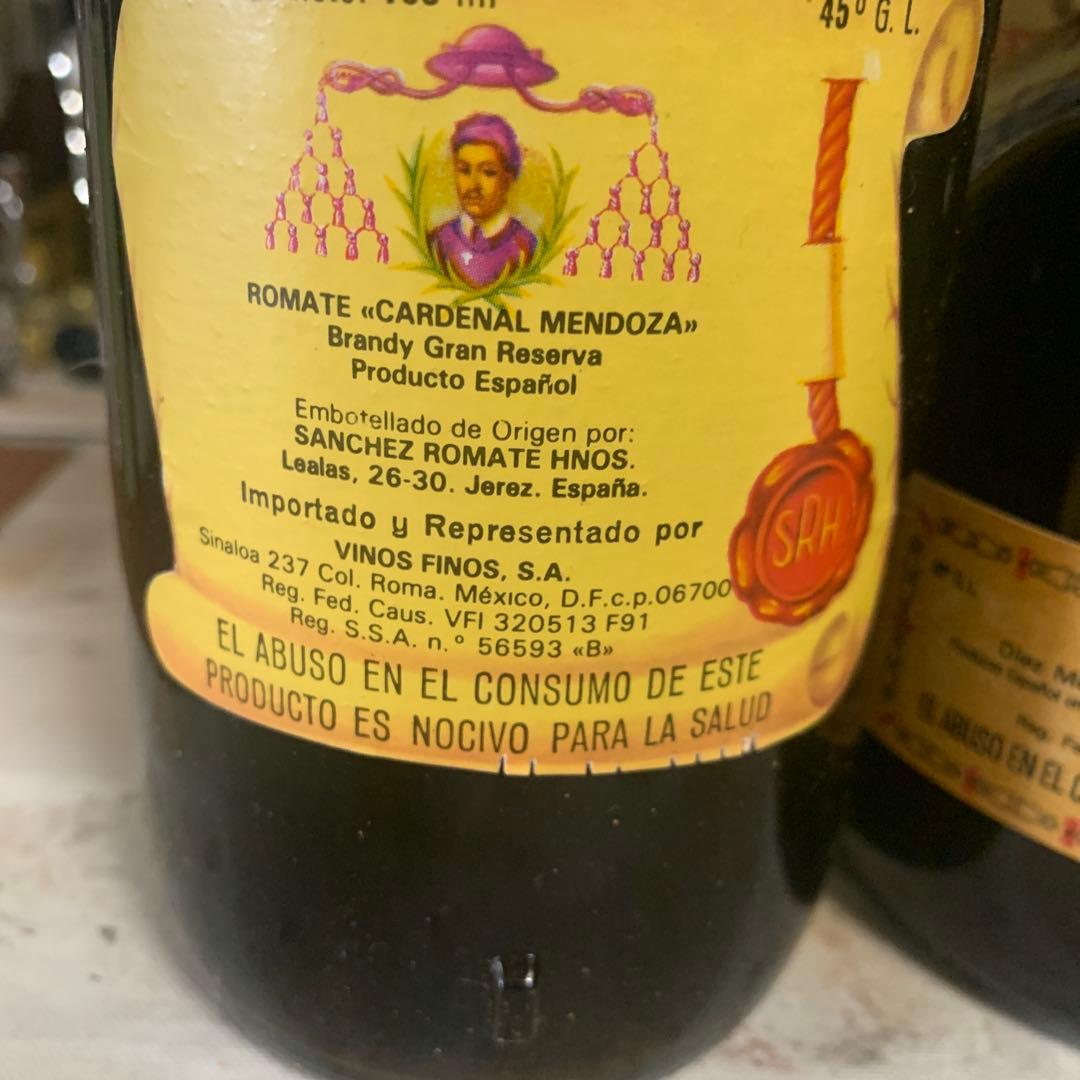 45° G. L.
ROMATE «CARDENAL MENDOZA»
Brandy Gran Reserva
Producto Español
Embotellado de Origen por:
SANCHEZ ROMATE HNOS.
Lealas, 26-30. Jerez. España.
Importado y Representado por
VINOS FINOS, S.A.
Sinaloa 237 Col. Roma. México, D.F.c.p.06700
Reg. Fed. Caus. VFI 320513 F91
Reg. S.S.A. n.º 56593 «B»
EL ABUSO EN EL CONSUMO DE ESTE
PRODUCTO ES NOCIVO PARA LA SALUD
SRH
EL ABUSO EN EL